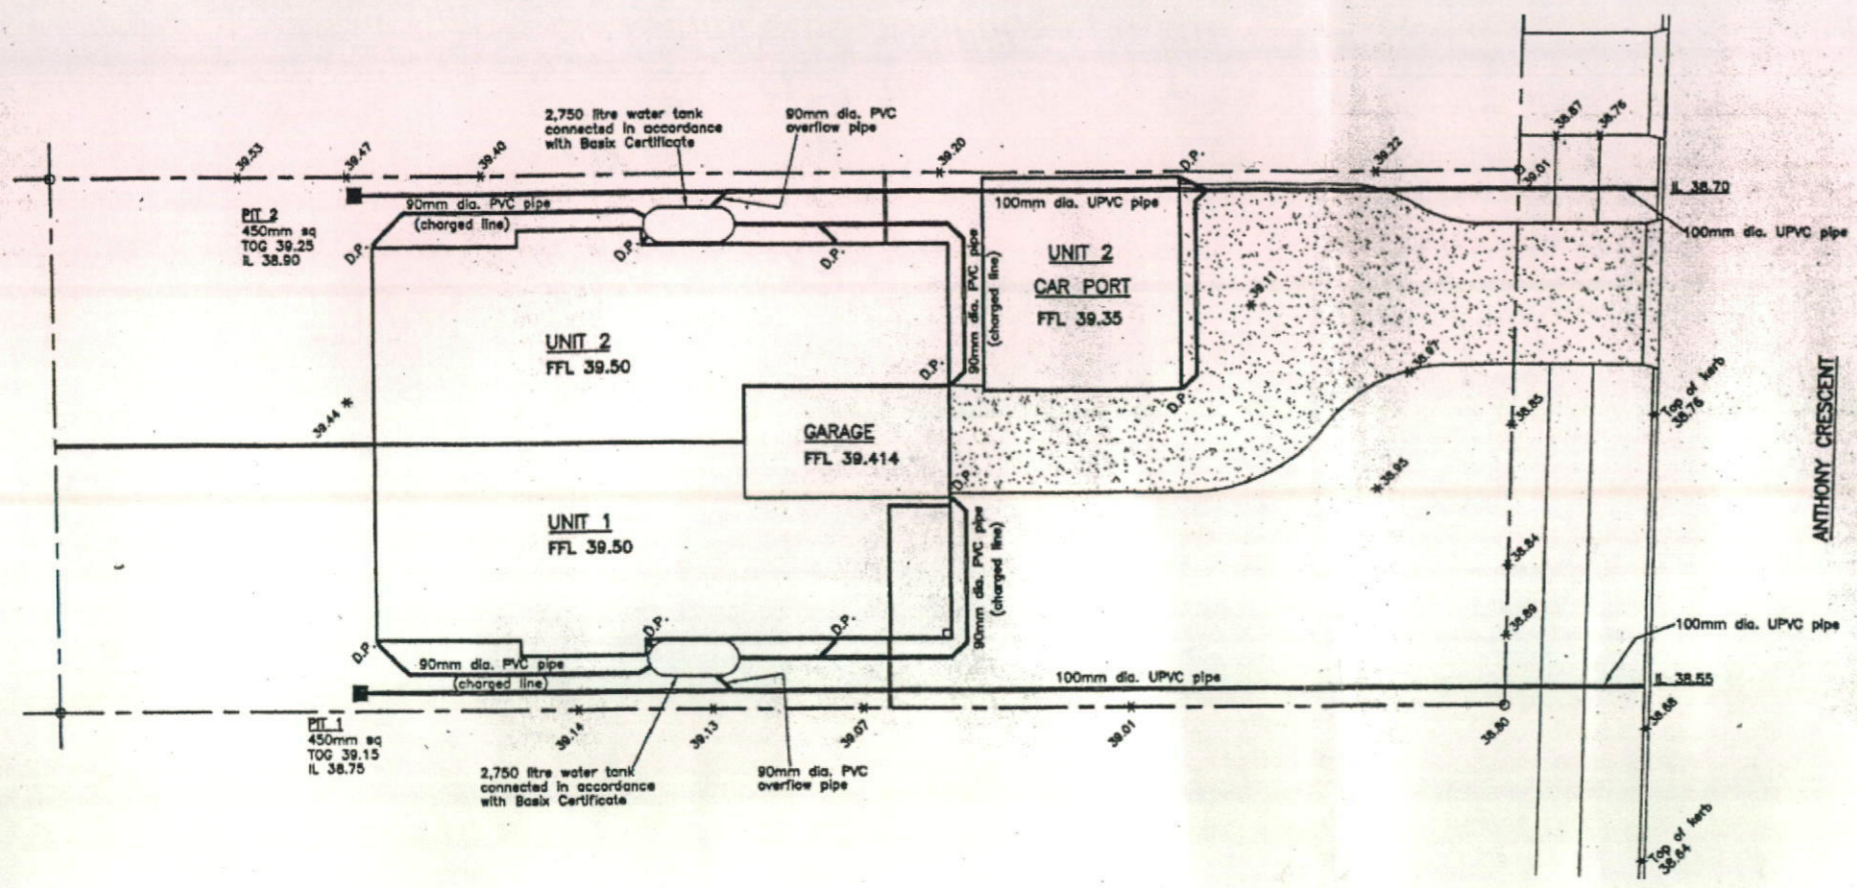 2,750 litre water tank
connected in accordance
with Basix Certificate
90mm dia. PVC
overflow pipe
39.53
39.47
39.40
39.20
39.22
39.01
38.87
38.76
D.P.
IL 38.70
100mm dia. UPVC pipe
PIT 2
450mm sq
TOG 39.25
IL 38.90
90mm dia. PVC pipe
(charged line)
D.P.
D.P.
D.P.
100mm dia. UPVC pipe
90mm dia. PVC pipe
(charged line)
UNIT 2
CAR PORT
FFL 39.35
39.11
38.97
UNIT 2
FFL 39.50
D.P.
D.P.
39.44
GARAGE
FFL 39.414
D.P.
38.85
38.95
Top of kerb
38.76
ANTHONY CRESCENT
UNIT 1
FFL 39.50
90mm dia. PVC pipe
(charged line)
38.84
38.89
D.P.
D.P.
D.P.
90mm dia. PVC pipe
(charged line)
100mm dia. UPVC pipe
100mm dia. UPVC pipe
IL 38.55
38.68
PIT 1
450mm sq
TOG 39.15
IL 38.75
39.14
39.13
39.07
39.01
38.80
2,750 litre water tank
connected in accordance
with Basix Certificate
90mm dia. PVC
overflow pipe
Top of kerb
38.64